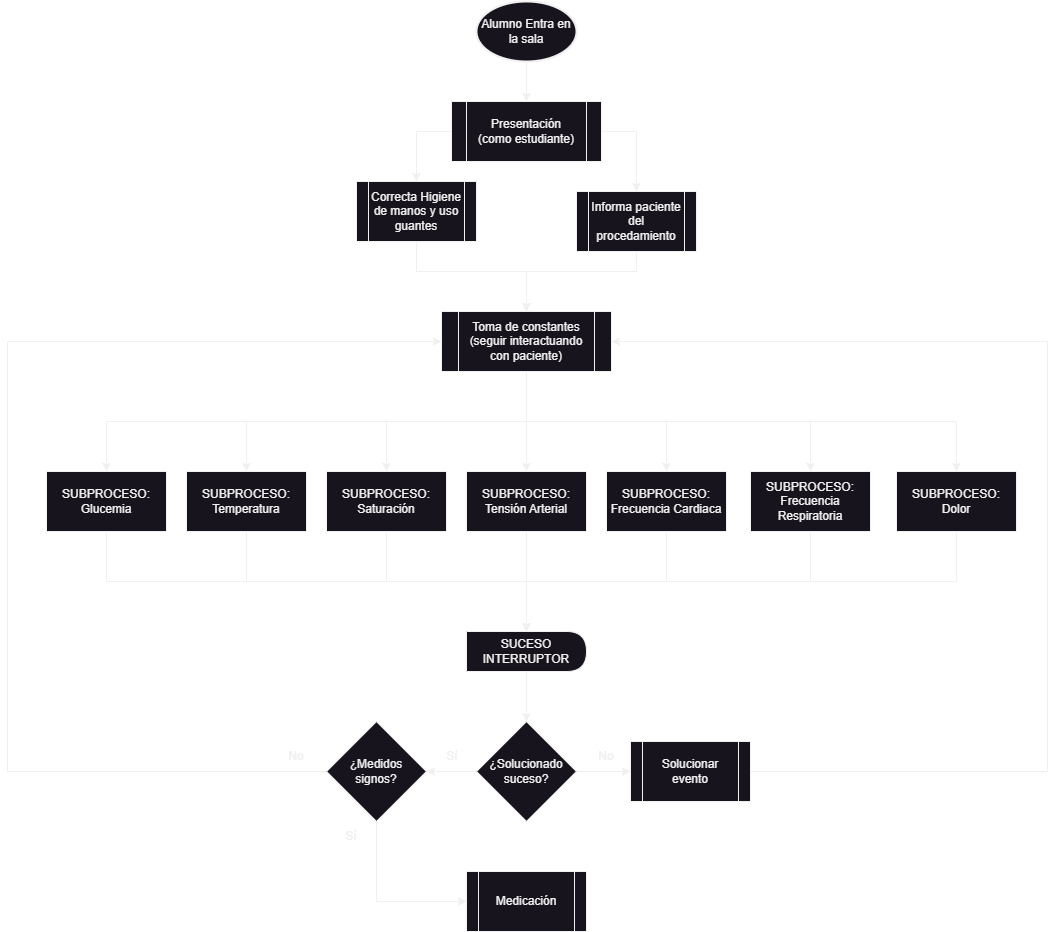 Alumno Entra en
la sala
Presentación
(como estudiante)
Correcta Higiene
de manos y uso
guantes
Informa paciente
del
procedamiento
Toma de constantes
(seguir interactuando
con paciente)
SUBPROCESO:
Glucemia
SUBPROCESO:
Temperatura
SUBPROCESO:
Saturación
SUBPROCESO:
Tensión Arterial
SUBPROCESO:
Frecuencia Cardiaca
SUBPROCESO:
Frecuencia
Respiratoria
SUBPROCESO:
Dolor
SUCESO
INTERRUPTOR
No
¿Medidos
signos?
Sí
¿Solucionado
suceso?
No
Solucionar
evento
Sí
Medicación